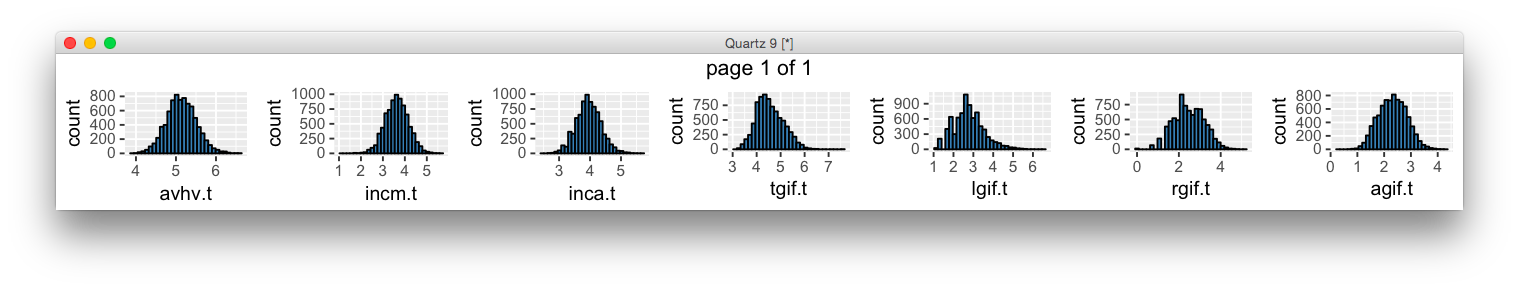 Quartz 9 [*]
page 1 of 1
count
800
600
400
200
0
4 5 6
avhv.t
count
1000
750
500
250
0
1 2 3 4 5
incm.t
count
1000
750
500
250
0
3 4 5
inca.t
count
750
500
250
0
3 4 5 6 7
tgif.t
count
900
600
300
0
1 2 3 4 5 6
lgif.t
count
750
500
250
0
0 2 4
rgif.t
count
800
600
400
200
0
0 1 2 3 4
agif.t